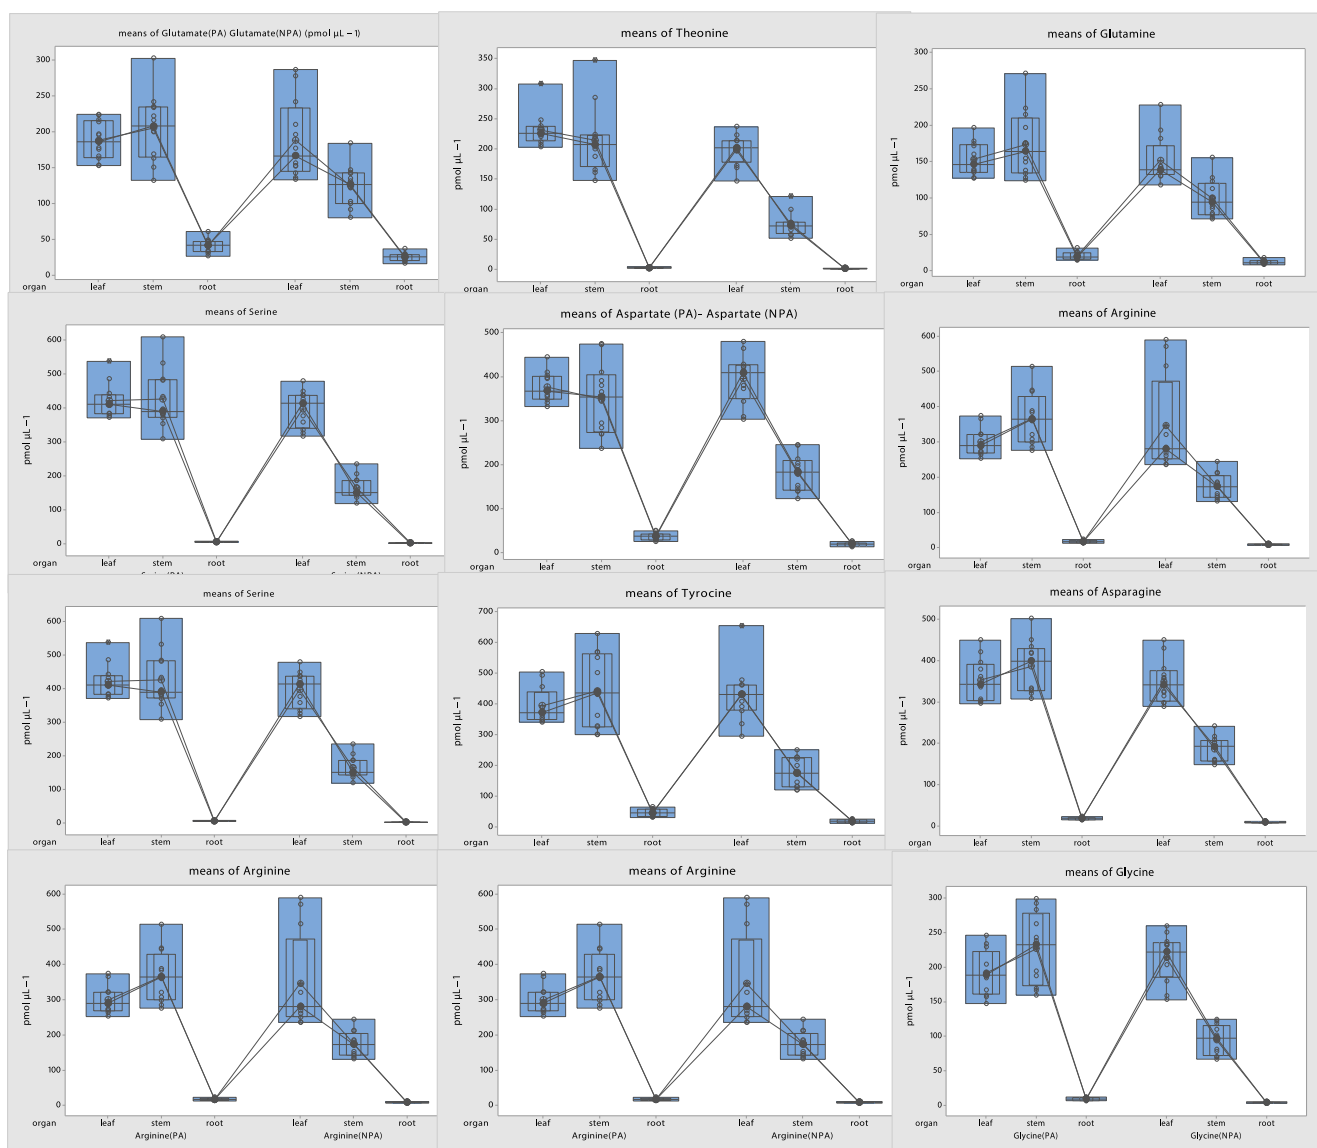 means of Glutamate(PA) Glutamate(NPA) (pmol µL –1)
300
250
200
150
100
50
0
pmol µL –1
organ leaf stem root leaf stem root
means of Theonine
350
300
250
200
150
100
50
0
pmol µL –1
leaf stem root leaf stem root
means of Glutamine
300
250
200
150
100
50
0
pmol µL –1
organ leaf stem root leaf stem root
means of Serine
600
500
400
300
200
100
0
pmol µL –1
organ leaf stem root leaf stem root
Serine(PA) Serine(NPA)
means of Aspartate (PA)- Aspartate (NPA)
500
400
300
200
100
0
pmol µL –1
organ leaf stem root leaf stem root
means of Arginine
600
500
400
300
200
100
0
pmol µL –1
organ leaf stem root leaf stem root
means of Serine
600
500
400
300
200
100
0
pmol µL –1
organ leaf stem root leaf stem root
means of Tyrocine
700
600
500
400
300
200
100
0
pmol µL –1
organ leaf stem root leaf stem root
means of Asparagine
500
400
300
200
100
0
pmol µL –1
organ leaf stem root leaf stem root
means of Arginine
600
500
400
300
200
100
0
pmol µL –1
organ leaf stem root leaf stem root
Arginine(PA) Arginine(NPA)
means of Arginine
600
500
400
300
200
100
0
pmol µL –1
organ leaf stem root leaf stem root
Arginine(PA) Arginine(NPA)
means of Glycine
300
250
200
150
100
50
0
pmol µL –1
organ leaf stem root leaf stem root
Glycine(PA) Glycine(NPA)